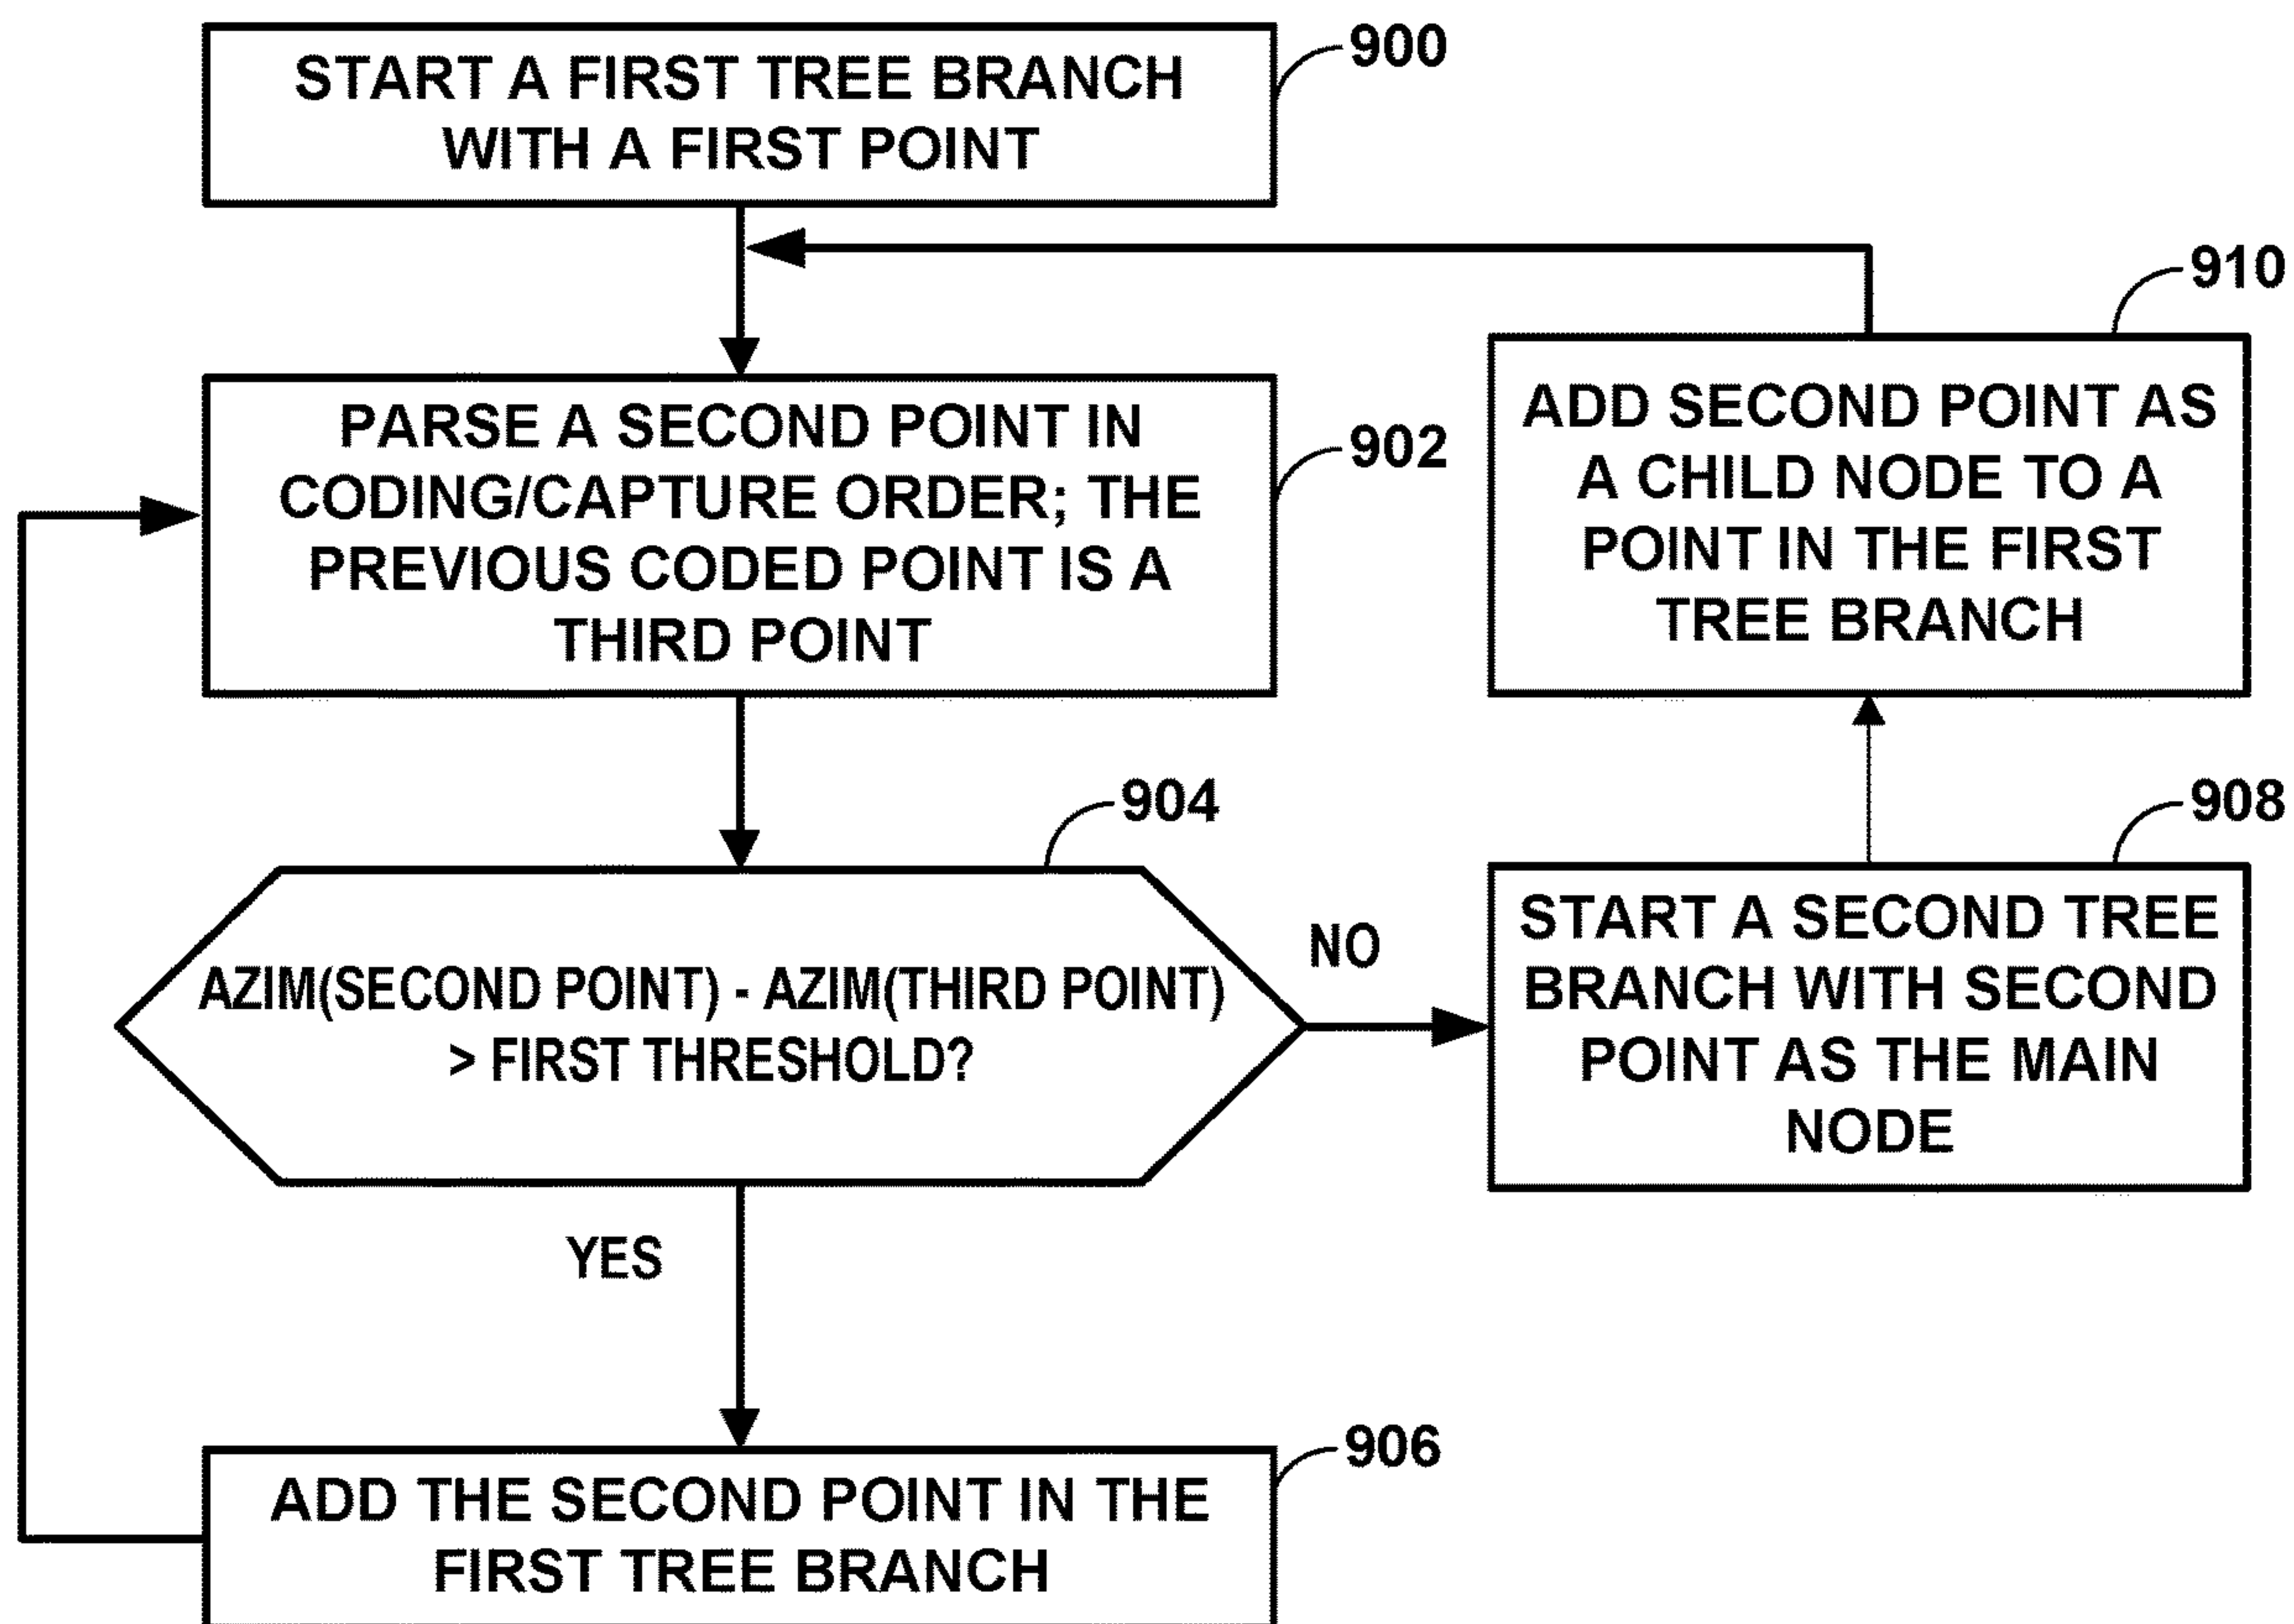 START A FIRST TREE BRANCH
WITH A FIRST POINT
900
PARSE A SECOND POINT IN
CODING/CAPTURE ORDER; THE
PREVIOUS CODED POINT IS A
THIRD POINT
902
910
ADD SECOND POINT AS
A CHILD NODE TO A
POINT IN THE FIRST
TREE BRANCH
904
AZIM(SECOND POINT) - AZIM(THIRD POINT)
> FIRST THRESHOLD?
NO
908
START A SECOND TREE
BRANCH WITH SECOND
POINT AS THE MAIN
NODE
YES
906
ADD THE SECOND POINT IN THE
FIRST TREE BRANCH